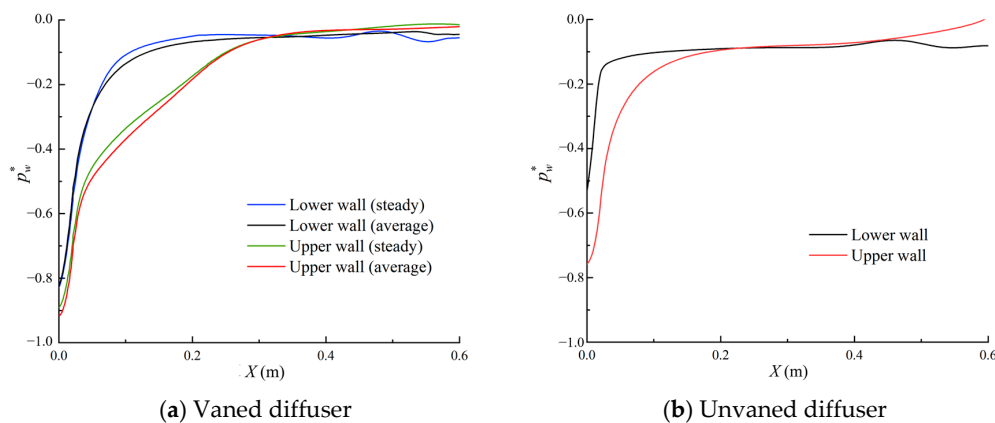 0.0
−0.2
−0.4
−0.6
−0.8
−1.0
p*w
Lower wall (steady)
Lower wall (average)
Upper wall (steady)
Upper wall (average)
0.0 0.2 0.4 0.6
X (m)
(a) Vaned diffuser
0.0
−0.2
−0.4
−0.6
−0.8
−1.0
p*w
Lower wall
Upper wall
0.0 0.2 0.4 0.6
X (m)
(b) Unvaned diffuser